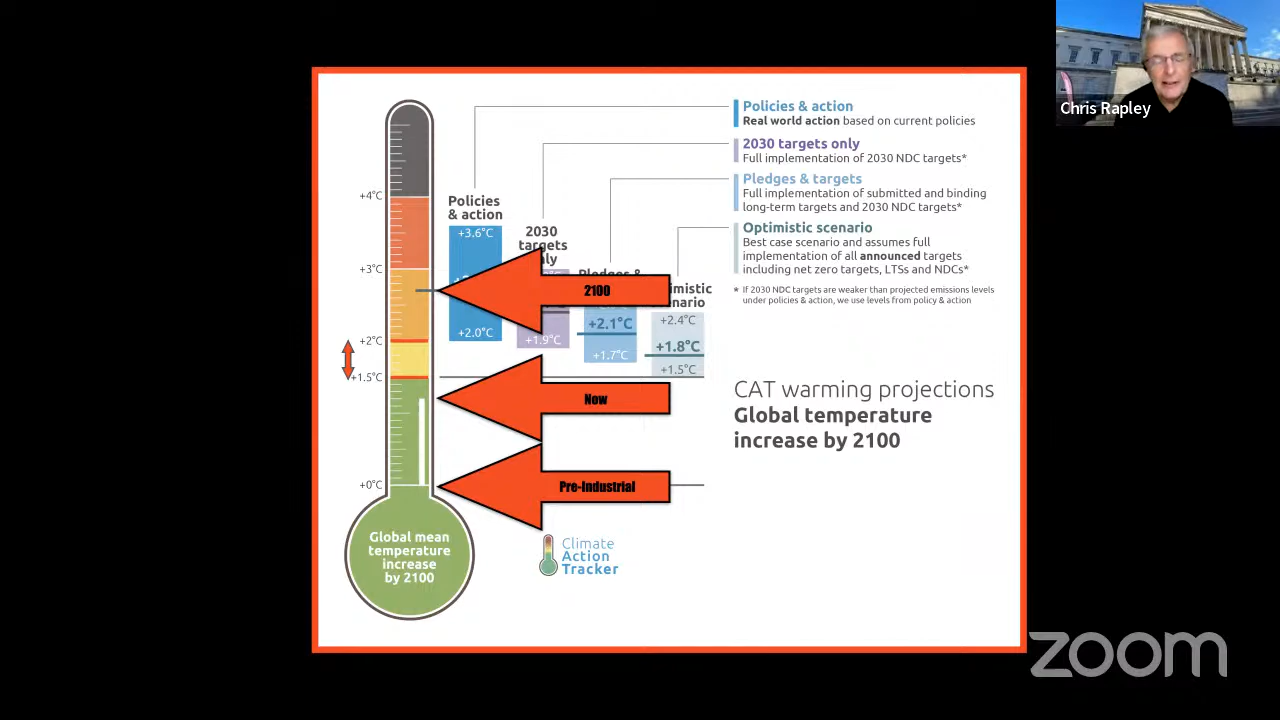 Chris Rapley
Policies & action
Real world action based on current policies
2030 targets only
Full implementation of 2030 NDC targets*
Pledges & targets
Full implementation of submitted and binding
long-term targets and 2030 NDC targets*
Optimistic scenario
Best case scenario and assumes full
implementation of all announced targets
including net zero targets, LTSs and NDCs*
* If 2030 NDC targets are weaker than projected emissions levels
under policies & action, we use levels from policy & action
+4°C
+3°C
+2°C
+1.5°C
+0°C
Policies
& action
+3.6°C
+2.0°C
2030
targets
+1.9°C
+2.1°C
+1.7°C
+2.4°C
+1.8°C
+1.5°C
2100
Now
Pre-Industrial
CAT warming projections
Global temperature
increase by 2100
Global mean
temperature
increase
by 2100
Climate
Action
Tracker
zoom